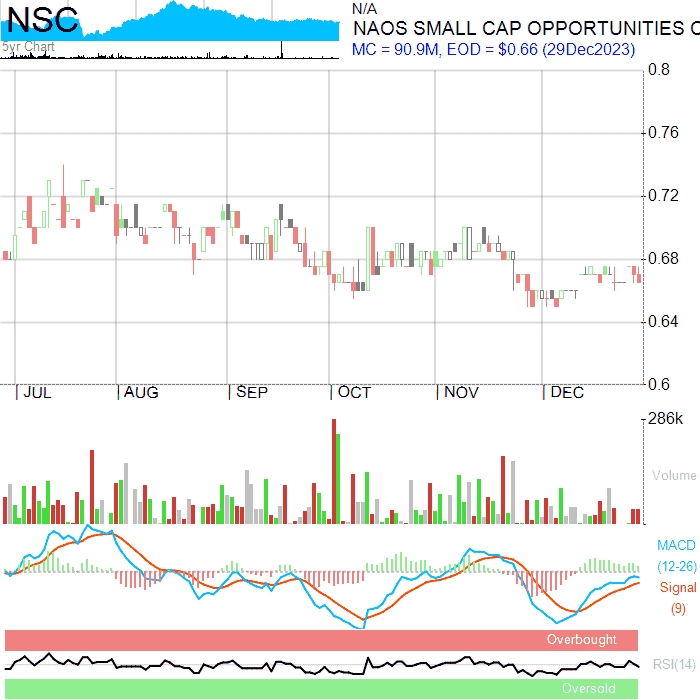 NSC
5yr Chart
N/A
NAOS SMALL CAP OPPORTUNITIES C
MC = 90.9M, EOD = $0.66 (29Dec2023)
0.8
0.76
0.72
0.68
0.64
0.6
JUL AUG SEP OCT NOV DEC
286k
Volume
MACD
(12-26)
Signal
(9)
Overbought
RSI(14)
Oversold